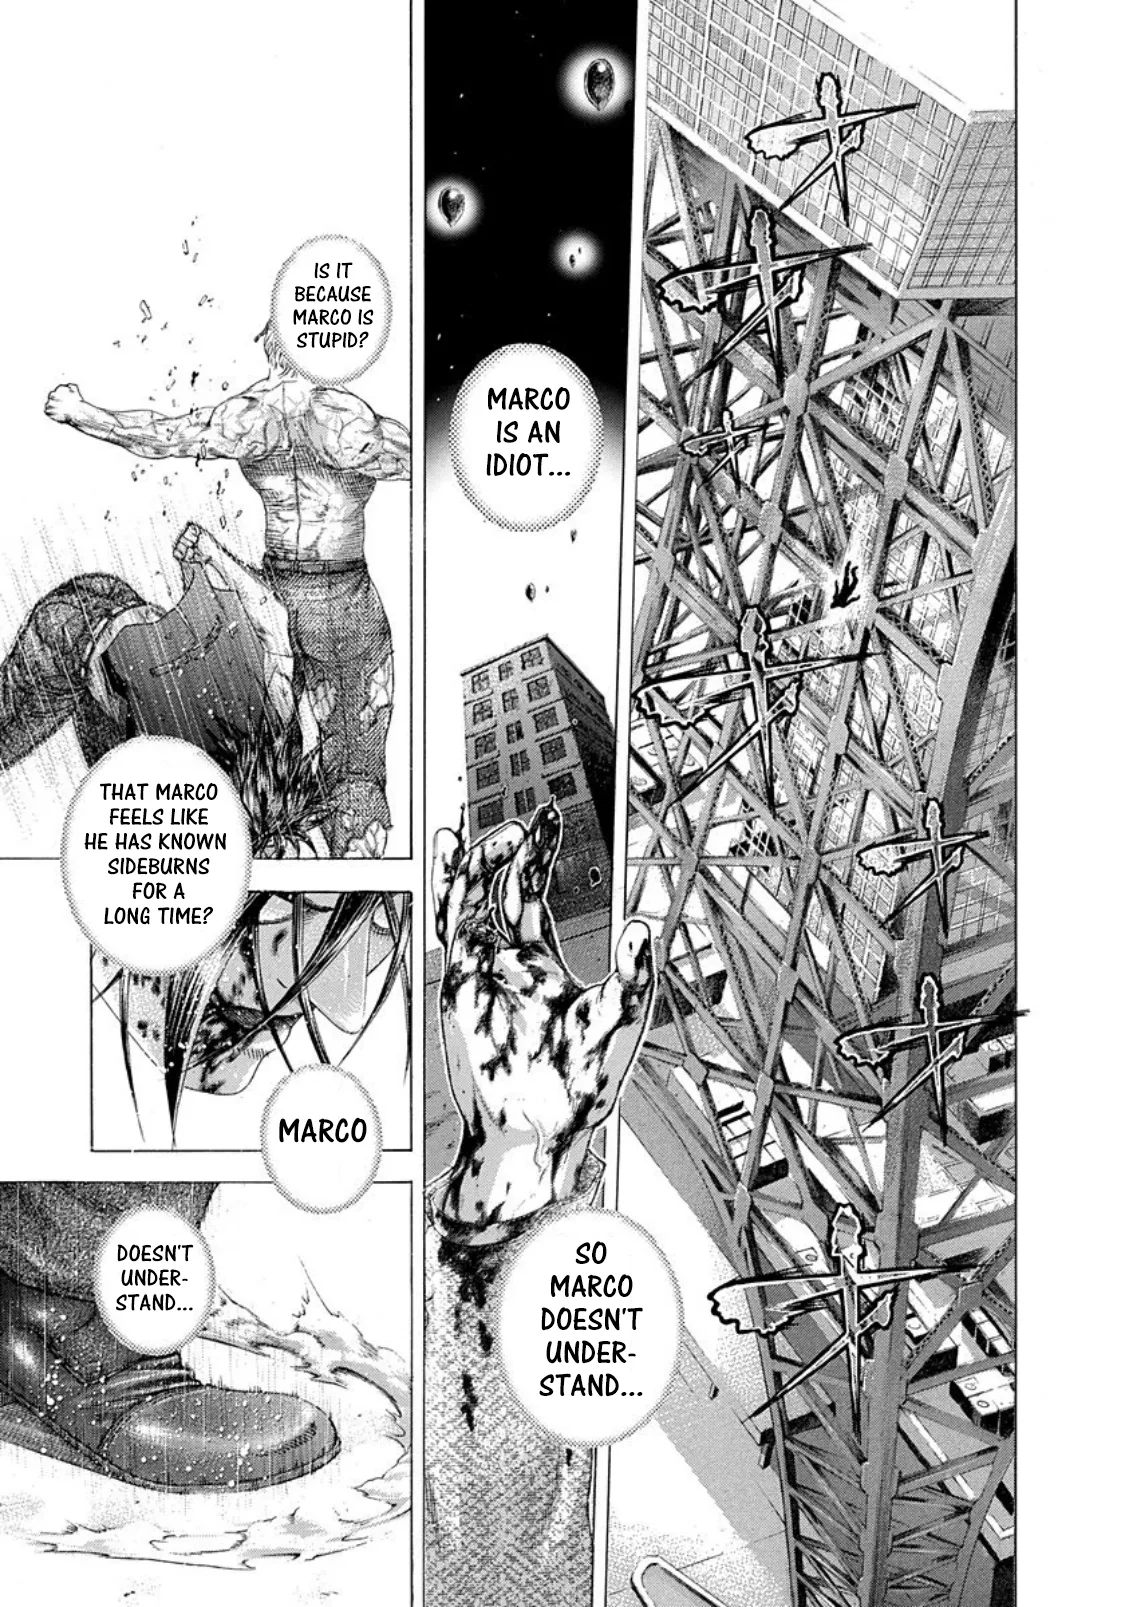 MARCO
IS AN
IDIOT...
SO
MARCO
DOESN'T
UNDER-
STAND...
IS IT
BECAUSE
MARCO IS
STUPID?
THAT MARCO
FEELS LIKE
HE HAS KNOWN
SIDEBURNS
FOR A
LONG TIME?
MARCO
DOESN'T
UNDER-
STAND...